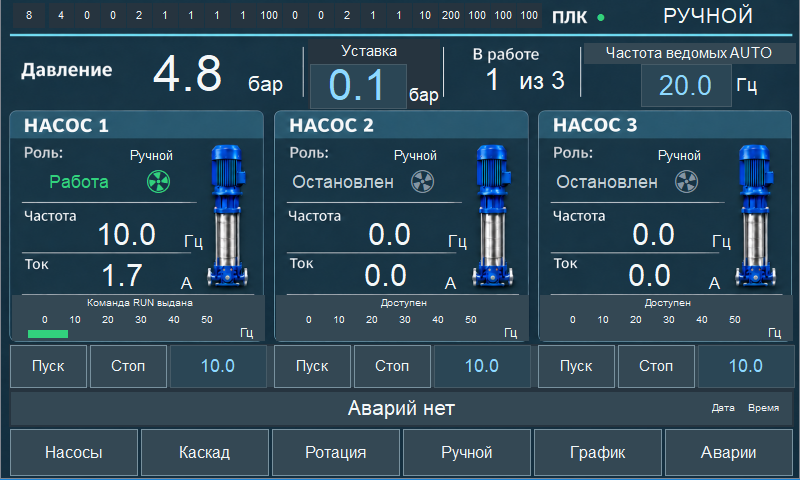 8 4 0 0 2 1 1 1 1 100 0 0 2 1 1 10 200 100 100 100 ПЛК РУЧНОЙ
Давление 4.8 бар
Уставка
0.1 бар
В работе
1 из 3
Частота ведомых AUTO
20.0 Гц
НАСОС 1
Роль: Ручной
Работа
Частота
10.0 Гц
Ток
1.7 А
Команда RUN выдана
0 10 20 30 40 50
Гц
Пуск Стоп 10.0
НАСОС 2
Роль: Ручной
Остановлен
Частота
0.0 Гц
Ток
0.0 А
Доступен
0 10 20 30 40 50
Гц
Пуск Стоп 10.0
НАСОС 3
Роль: Ручной
Остановлен
Частота
0.0 Гц
Ток
0.0 А
Доступен
0 10 20 30 40 50
Гц
Пуск Стоп 10.0
Аварий нет Дата Время
Насосы Каскад Ротация Ручной График Аварии